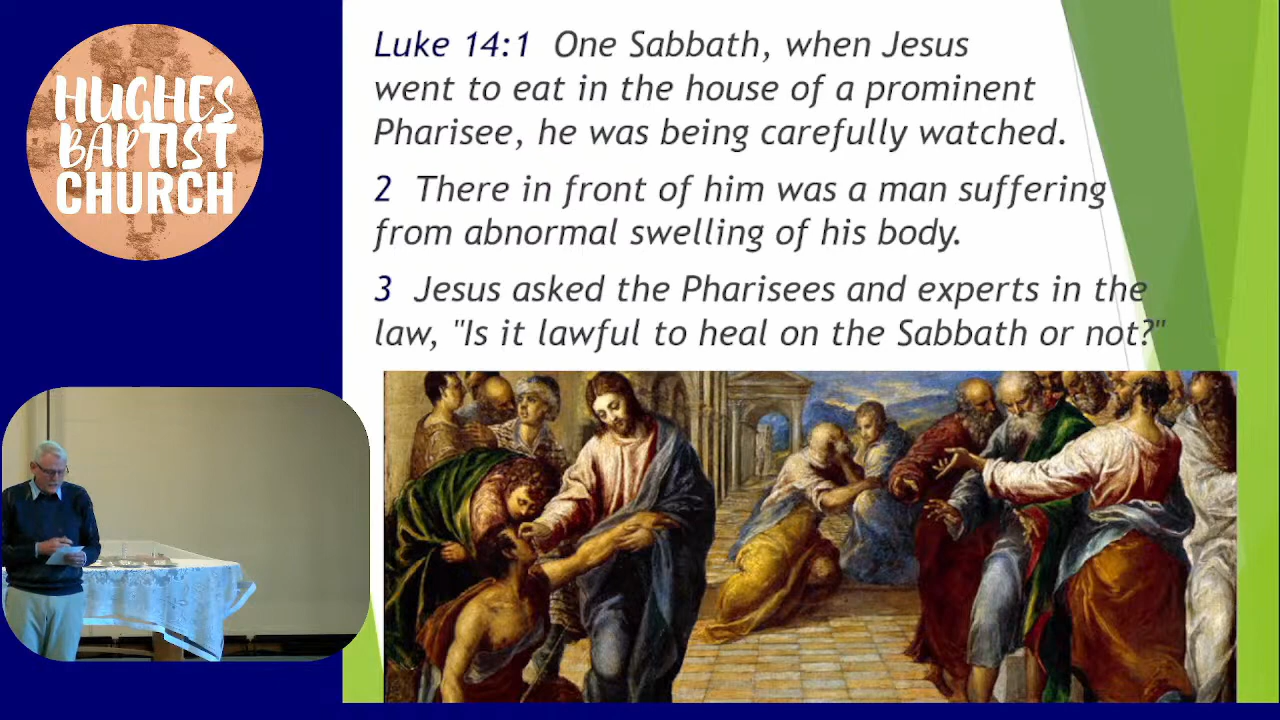 HUGHES
BAPTIST
CHURCH
Luke 14:1 One Sabbath, when Jesus
went to eat in the house of a prominent
Pharisee, he was being carefully watched.
2 There in front of him was a man suffering
from abnormal swelling of his body.
3 Jesus asked the Pharisees and experts in the
law, "Is it lawful to heal on the Sabbath or not?"